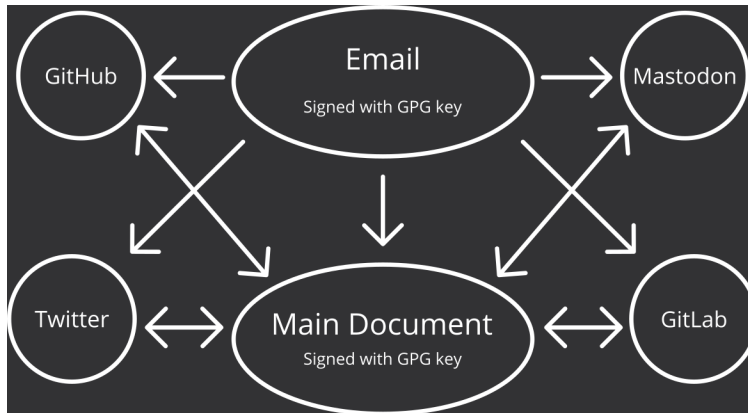 GitHub
Email
Signed with GPG key
Mastodon
Twitter
Main Document
Signed with GPG key
GitLab